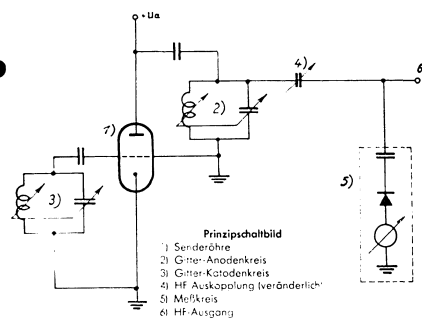 +Ua
4)
6
2)
1)
3)
5)
Prinzipschaltbild
1) Senderöhre
2) Gitter-Anodenkreis
3) Gitter-Katodenkreis
4) HF Auskopplung (veränderlich
5) Meßkreis
6) HF-Ausgang